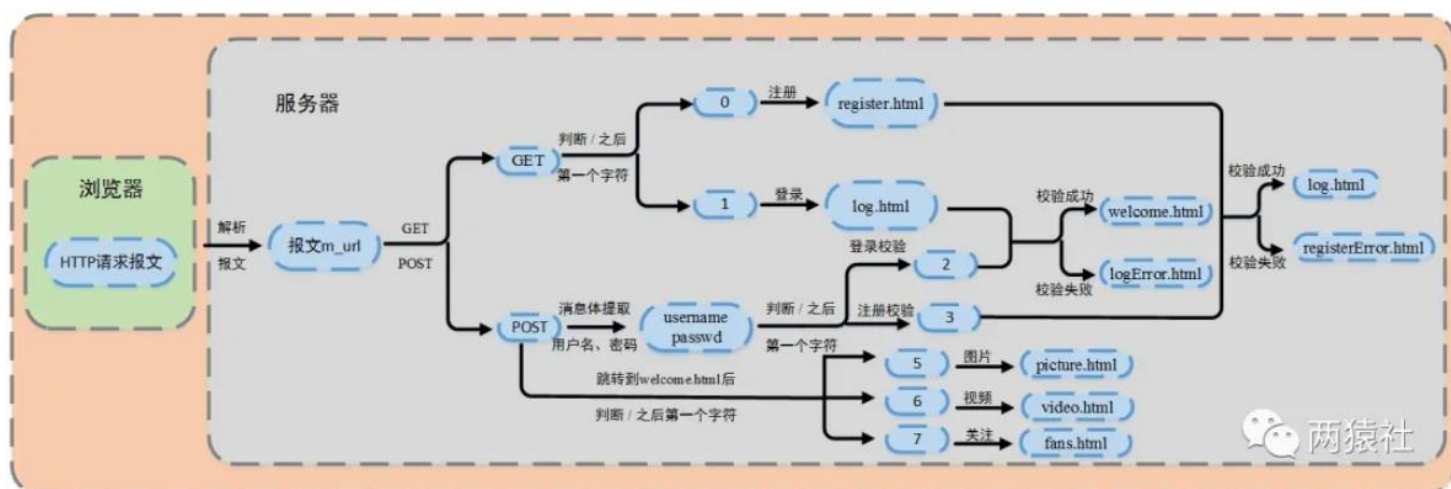 服务器
浏览器
HTTP请求报文
解析
报文
报文m_url
GET
POST
GET
判断 / 之后
第一个字符
0
注册
register.html
1
登录
log.html
POST
消息体提取
用户名、密码
username
passwd
判断 / 之后
第一个字符
登录校验
2
注册校验
3
校验成功
welcome.html
校验失败
logError.html
校验成功
log.html
校验失败
registerError.html
跳转到welcome.html后
判断 / 之后第一个字符
5
图片
picture.html
6
视频
video.html
7
关注
fans.html
两猿社